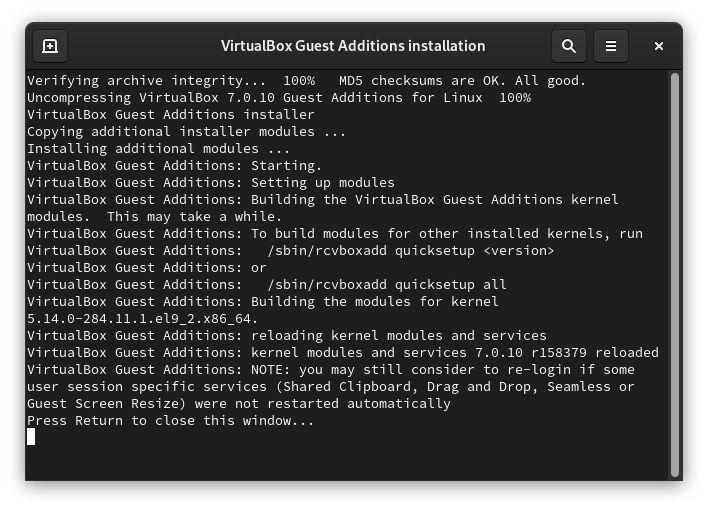 VirtualBox Guest Additions installation
Verifying archive integrity...  100%   MD5 checksums are OK. All good.
Uncompressing VirtualBox 7.0.10 Guest Additions for Linux  100%
VirtualBox Guest Additions installer
Copying additional installer modules ...
Installing additional modules ...
VirtualBox Guest Additions: Starting.
VirtualBox Guest Additions: Setting up modules
VirtualBox Guest Additions: Building the VirtualBox Guest Additions kernel
modules.  This may take a while.
VirtualBox Guest Additions: To build modules for other installed kernels, run
VirtualBox Guest Additions:   /sbin/rcvboxadd quicksetup <version>
VirtualBox Guest Additions: or
VirtualBox Guest Additions:   /sbin/rcvboxadd quicksetup all
VirtualBox Guest Additions: Building the modules for kernel
5.14.0-284.11.1.el9_2.x86_64.
VirtualBox Guest Additions: reloading kernel modules and services
VirtualBox Guest Additions: kernel modules and services 7.0.10 r158379 reloaded
VirtualBox Guest Additions: NOTE: you may still consider to re-login if some
user session specific services (Shared Clipboard, Drag and Drop, Seamless or
Guest Screen Resize) were not restarted automatically
Press Return to close this window...